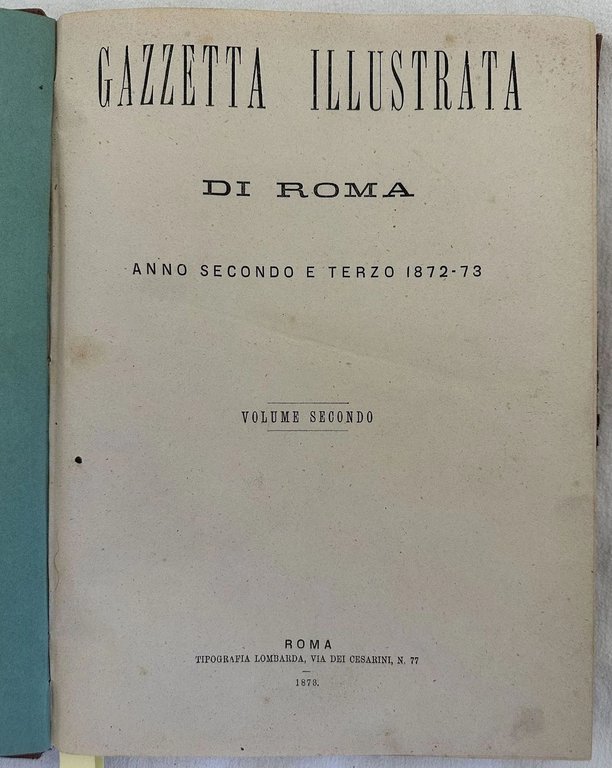 GAZZETTA ILLUSTRATA
DI ROMA
ANNO SECONDO E TERZO 1872-73
VOLUME SECONDO
ROMA
TIPOGRAFIA LOMBARDA, VIA DEI CESARINI, N. 77
1873.